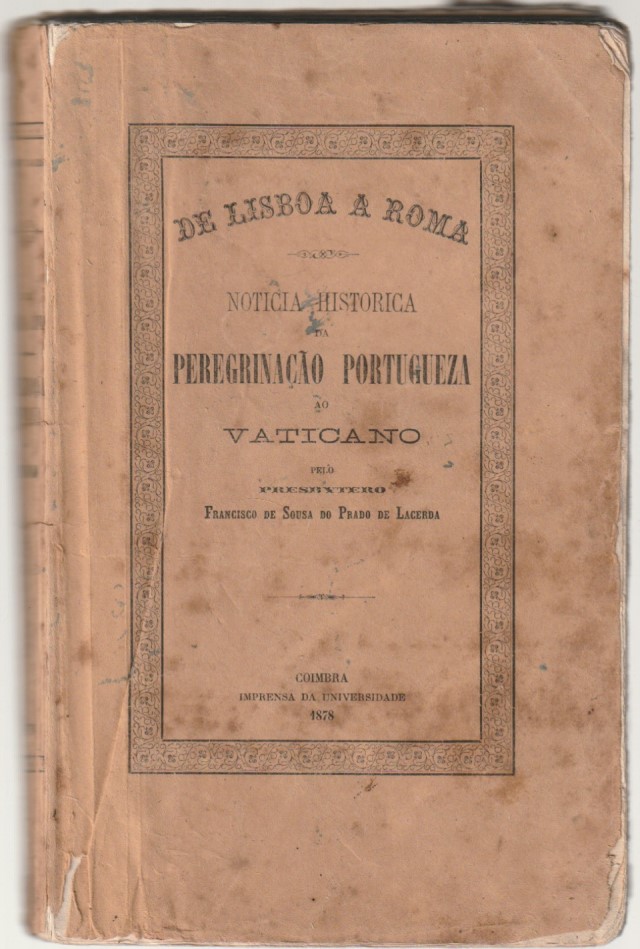 DE LISBOA A ROMA
NOTICIA HISTORICA
DA
PEREGRINAÇÃO PORTUGUEZA
AO
VATICANO
PELO
PRESBYTERO
FRANCISCO DE SOUSA DO PRADO DE LACERDA
COIMBRA
IMPRENSA DA UNIVERSIDADE
1878